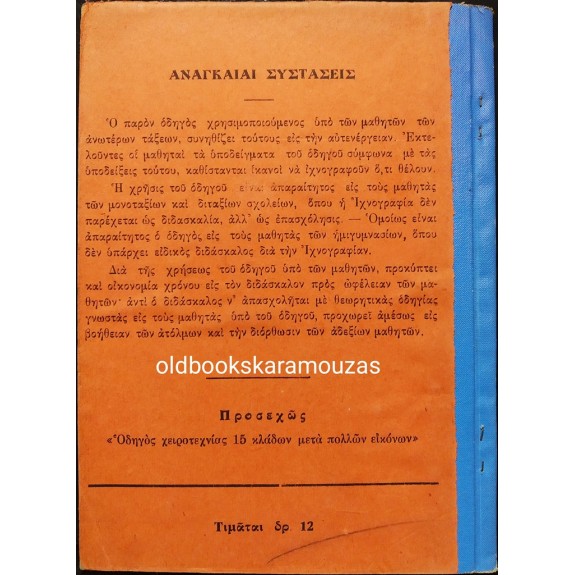 ΑΝΑΓΚΑΙΑΙ ΣΥΣΤΑΣΕΙΣ
Ὁ παρὸν ὁδηγὸς χρησιμοποιούμενος ὑπὸ τῶν μαθητῶν τῶν
ἀνωτέρων τάξεων, συνηθίζει τούτους εἰς τὴν αὐτενέργειαν. Ἐκτε-
λοῦντες οἱ μαθηταὶ τὰ ὑποδείγματα τοῦ ὁδηγοῦ σύμφωνα μὲ τὰς
ὑποδείξεις τούτου, καθίστανται ἱκανοὶ νὰ ἰχνογραφοῦν ὅ,τι θέλουν.
Ἡ χρῆσις τοῦ ὁδηγοῦ εἶναι ἀπαραίτητος εἰς τοὺς μαθητὰς
τῶν μονοταξίων καὶ διταξίων σχολείων, ὅπου ἡ Ἰχνογραφία δὲν
παρέχεται ὡς διδασκαλία, ἀλλ' ὡς ἐπασχόλησις. — Ὁμοίως εἶναι
ἀπαραίτητος ὁ ὁδηγὸς εἰς τοὺς μαθητὰς τῶν ἡμιγυμνασίων, ὅπου
δὲν ὑπάρχει εἰδικὸς διδάσκαλος διὰ τὴν Ἰχνογραφίαν.
Διὰ τῆς χρήσεως τοῦ ὁδηγοῦ ὑπὸ τῶν μαθητῶν, προκύπτει
καὶ οἰκονομία χρόνου εἰς τὸν διδάσκαλον πρὸς ὠφέλειαν τῶν μα-
θητῶν· ἀντὶ ὁ διδάσκαλος ν' ἀπασχολῆται μὲ θεωρητικὰς ὁδηγίας
γνωστὰς εἰς τοὺς μαθητὰς ὑπὸ τοῦ ὁδηγοῦ, προχωρεῖ ἀμέσως εἰς
βοήθειαν τῶν ἀτόλμων καὶ τὴν διόρθωσιν τῶν ἀδεξίων μαθητῶν.
oldbookskaramouzas
Προσεχῶς
«Ὁδηγὸς χειροτεχνίας 15 κλάδων μετὰ πολλῶν εἰκόνων»
Τιμᾶται δρ. 12